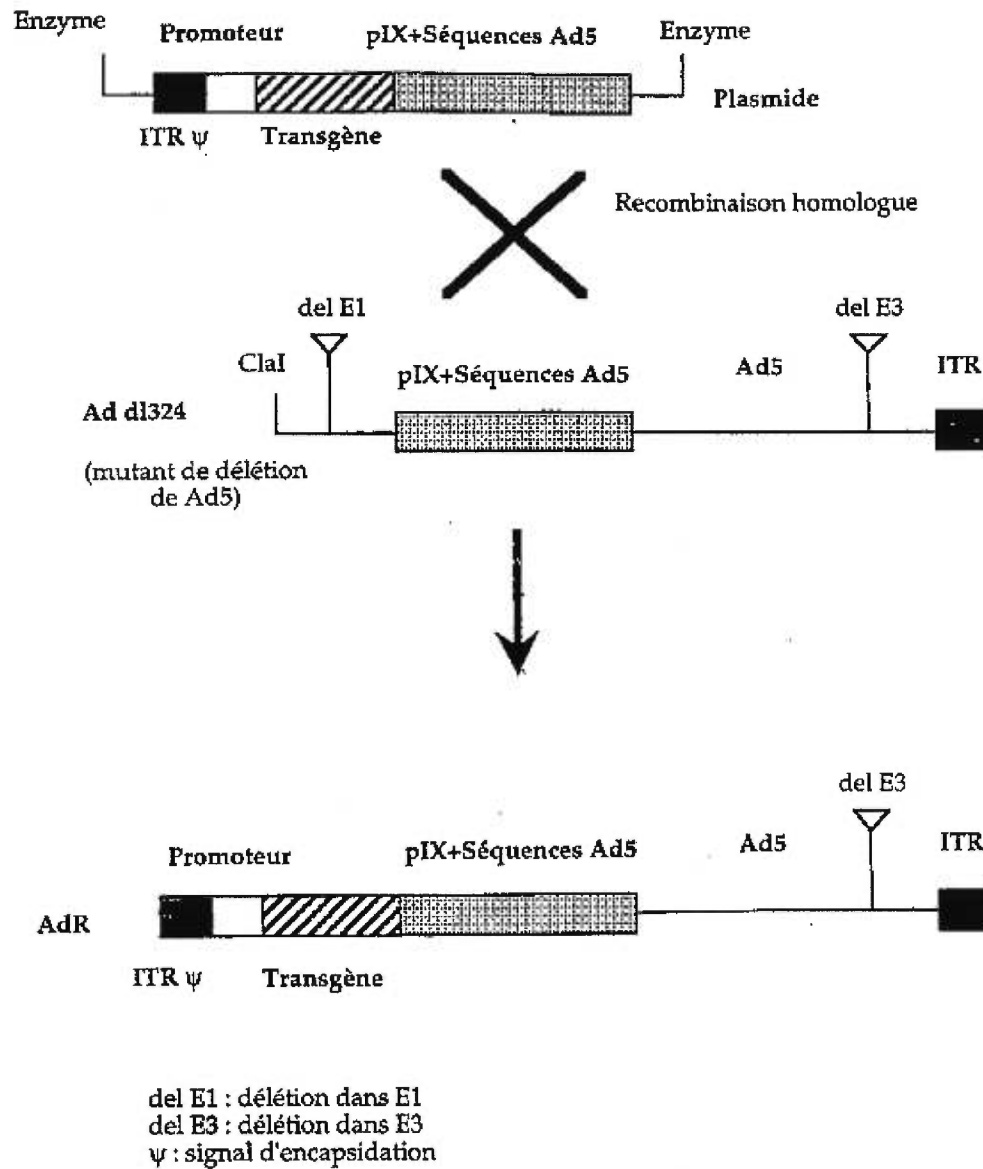 Enzyme
Promoteur
pIX+Séquences Ad5
Enzyme
Plasmide
ITR ψ
Transgène
Recombinaison homologue
del E1
del E3
ClaI
pIX+Séquences Ad5
Ad5
ITR
Ad dl324
(mutant de délétion
de Ad5)
del E3
Promoteur
pIX+Séquences Ad5
Ad5
ITR
AdR
ITR ψ
Transgène
del E1 : délétion dans E1
del E3 : délétion dans E3
ψ : signal d'encapsidation